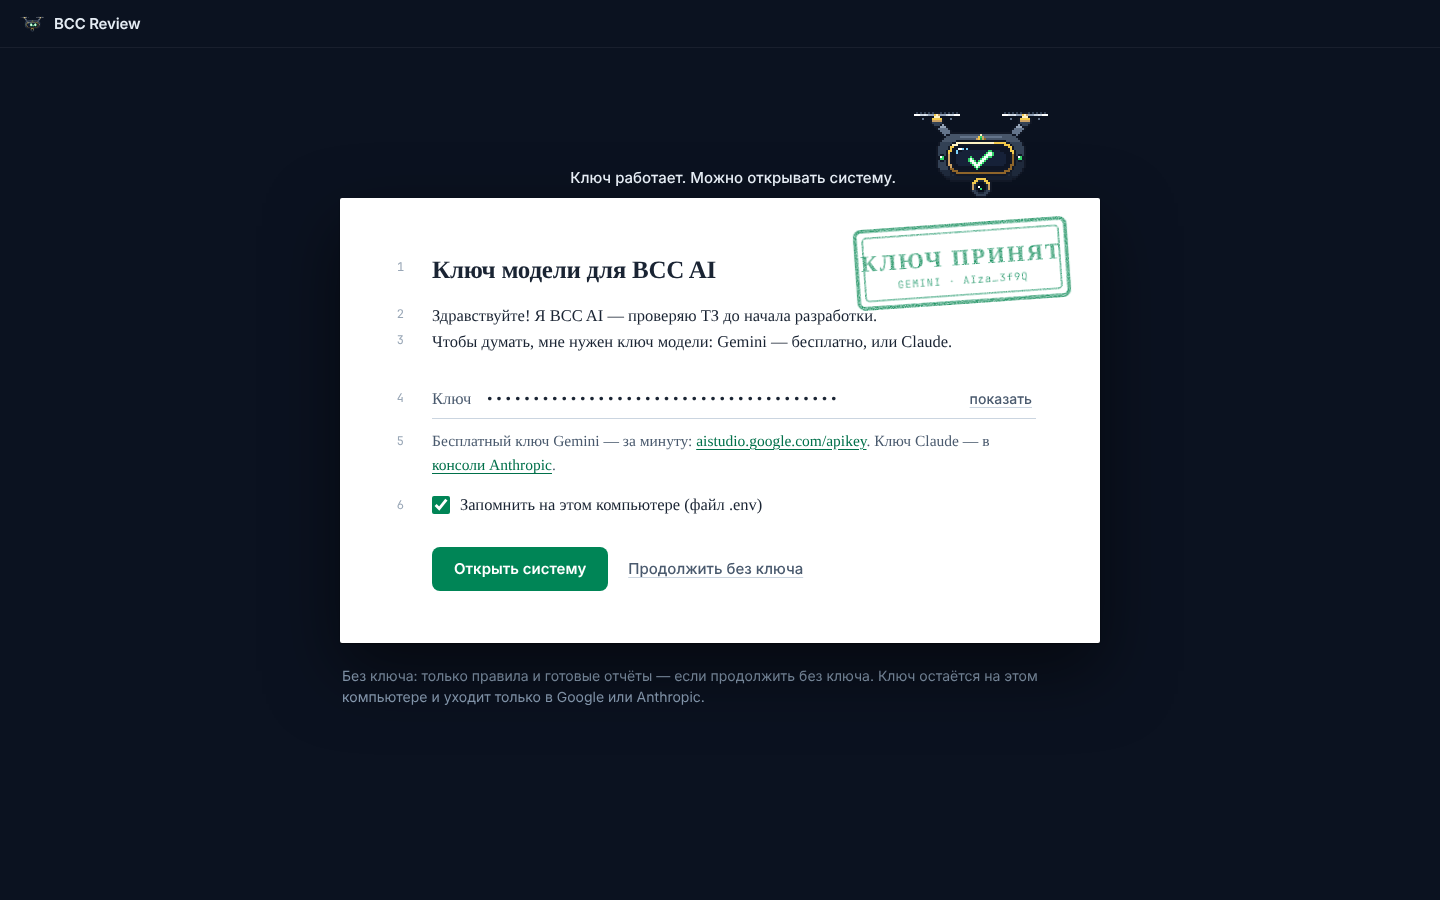 BCC Review
Ключ работает. Можно открывать систему.
КЛЮЧ ПРИНЯТ
GEMINI · AIza…3f9Q
1 Ключ модели для BCC AI
2 Здравствуйте! Я BCC AI — проверяю ТЗ до начала разработки.
3 Чтобы думать, мне нужен ключ модели: Gemini — бесплатно, или Claude.
4 Ключ •••••••••••••••••••••••••••••••••••••• показать
5 Бесплатный ключ Gemini — за минуту: aistudio.google.com/apikey. Ключ Claude — в
консоли Anthropic.
6 Запомнить на этом компьютере (файл .env)
Открыть систему Продолжить без ключа
Без ключа: только правила и готовые отчёты — если продолжить без ключа. Ключ остаётся на этом
компьютере и уходит только в Google или Anthropic.